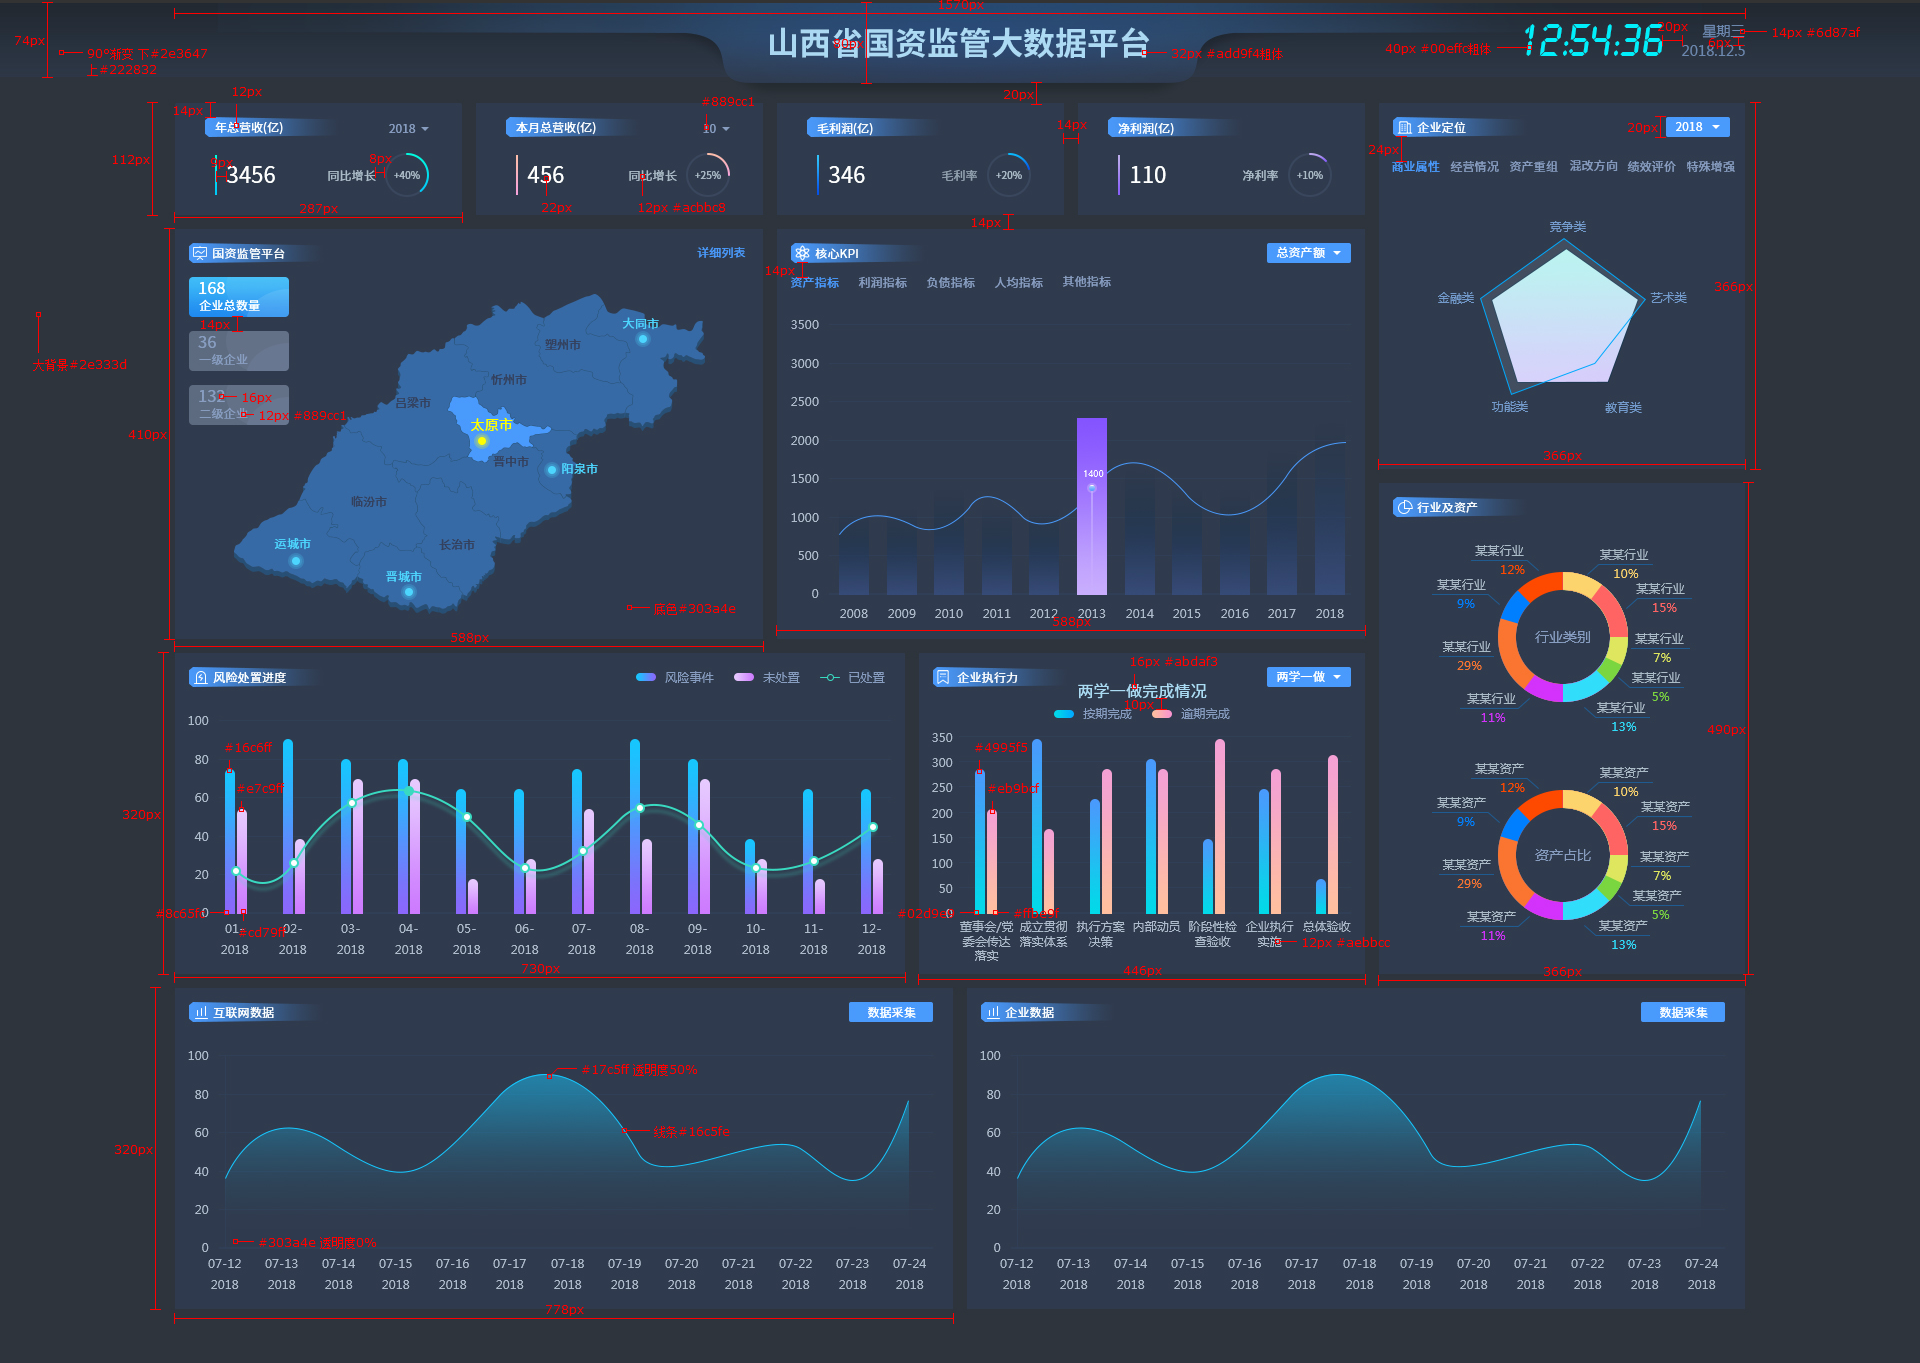 1570px
74px
90°渐变 下#2e3647
上#222832
山西省国资监管大数据平台
32px #add9f4粗体
40px #00effc粗体
12:54:36
20px
星期三
2018.12.5
14px #6d87af
20px
12px
14px
112px
年总营收(亿)
2018
3456
9px
8px
同比增长
+40%
287px
#889cc1
本月总营收(亿)
10
456
同比增长
+25%
22px
12px #acbbc8
14px
毛利润(亿)
346
毛利率
+20%
14px
净利润(亿)
110
净利率
+10%
企业定位
20px
2018
24px
商业属性
经营情况
资产重组
混改方向
绩效评价
特殊增强
竞争类
金融类
艺术类
功能类
教育类
366px
366px
大背景#2e333d
410px
国资监管平台
详细列表
168
企业总数量
14px
36
一级企业
132
16px
二级企业
12px #889cc1
大同市
塑州市
忻州市
吕梁市
太原市
晋中市
阳泉市
临汾市
长治市
运城市
晋城市
底色#303a4e
588px
核心KPI
总资产额
14px
资产指标
利润指标
负债指标
人均指标
其他指标
3500
3000
2500
2000
1500
1000
500
0
1400
2008
2009
2010
2011
2012
2013
2014
2015
2016
2017
2018
588px
行业及资产
某某行业
12%
某某行业
10%
某某行业
9%
某某行业
15%
行业类别
某某行业
29%
某某行业
7%
某某行业
5%
某某行业
11%
某某行业
13%
490px
某某资产
12%
某某资产
10%
某某资产
9%
某某资产
15%
资产占比
某某资产
29%
某某资产
7%
某某资产
5%
某某资产
11%
某某资产
13%
366px
320px
风险处置进度
风险事件
未处置
已处置
100
80
60
40
20
0
#16c6ff
#e7c9ff
#8c65fe
#cd79ff
01-
2018
02-
2018
03-
2018
04-
2018
05-
2018
06-
2018
07-
2018
08-
2018
09-
2018
10-
2018
11-
2018
12-
2018
730px
企业执行力
16px #abdaf3
两学一做
两学一做完成情况
10px
按期完成
逾期完成
350
300
250
200
150
100
50
#4995f5
#eb9bcf
#02d9e8
董事会/党
委会传达
落实
成立贯彻
落实体系
执行方案
决策
内部动员
阶段性检
查验收
企业执行
实施
总体验收
12px #aebbcc
446px
320px
互联网数据
数据采集
100
80
60
40
20
0
#17c5ff 透明度50%
线条#16c5fe
#303a4e 透明度0%
07-12
2018
07-13
2018
07-14
2018
07-15
2018
07-16
2018
07-17
2018
07-18
2018
07-19
2018
07-20
2018
07-21
2018
07-22
2018
07-23
2018
07-24
2018
778px
企业数据
数据采集
100
80
60
40
20
0
07-12
2018
07-13
2018
07-14
2018
07-15
2018
07-16
2018
07-17
2018
07-18
2018
07-19
2018
07-20
2018
07-21
2018
07-22
2018
07-23
2018
07-24
2018